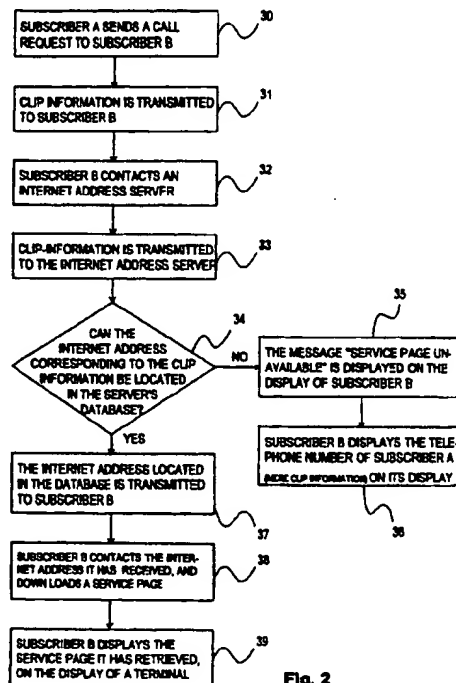 SUBSCRIBER A SENDS A CALL
REQUEST TO SUBSCRIBER B
30
CLIP INFORMATION IS TRANSMITTED
TO SUBSCRIBER B
31
SUBSCRIBER B CONTACTS AN
INTERNET ADDRESS SERVER
32
CLIP-INFORMATION IS TRANSMITTED
TO THE INTERNET ADDRESS SERVER
33
CAN THE
INTERNET ADDRESS
CORRESPONDING TO THE CLIP
INFORMATION BE LOCATED
IN THE SERVER'S
DATABASE?
34
NO
35
THE MESSAGE "SERVICE PAGE UN-
AVAILABLE" IS DISPLAYED ON THE
DISPLAY OF SUBSCRIBER B
SUBSCRIBER B DISPLAYS THE TELE-
PHONE NUMBER OF SUBSCRIBER A
(MERE CLIP INFORMATION) ON ITS DISPLAY
36
YES
THE INTERNET ADDRESS LOCATED
IN THE DATABASE IS TRANSMITTED
TO SUBSCRIBER B
37
SUBSCRIBER B CONTACTS THE INTER-
NET ADDRESS IT HAS RECEIVED, AND
DOWN LOADS A SERVICE PAGE
38
SUBSCRIBER B DISPLAYS THE
SERVICE PAGE IT HAS RETRIEVED,
ON THE DISPLAY OF A TERMINAL
39
Fig. 2